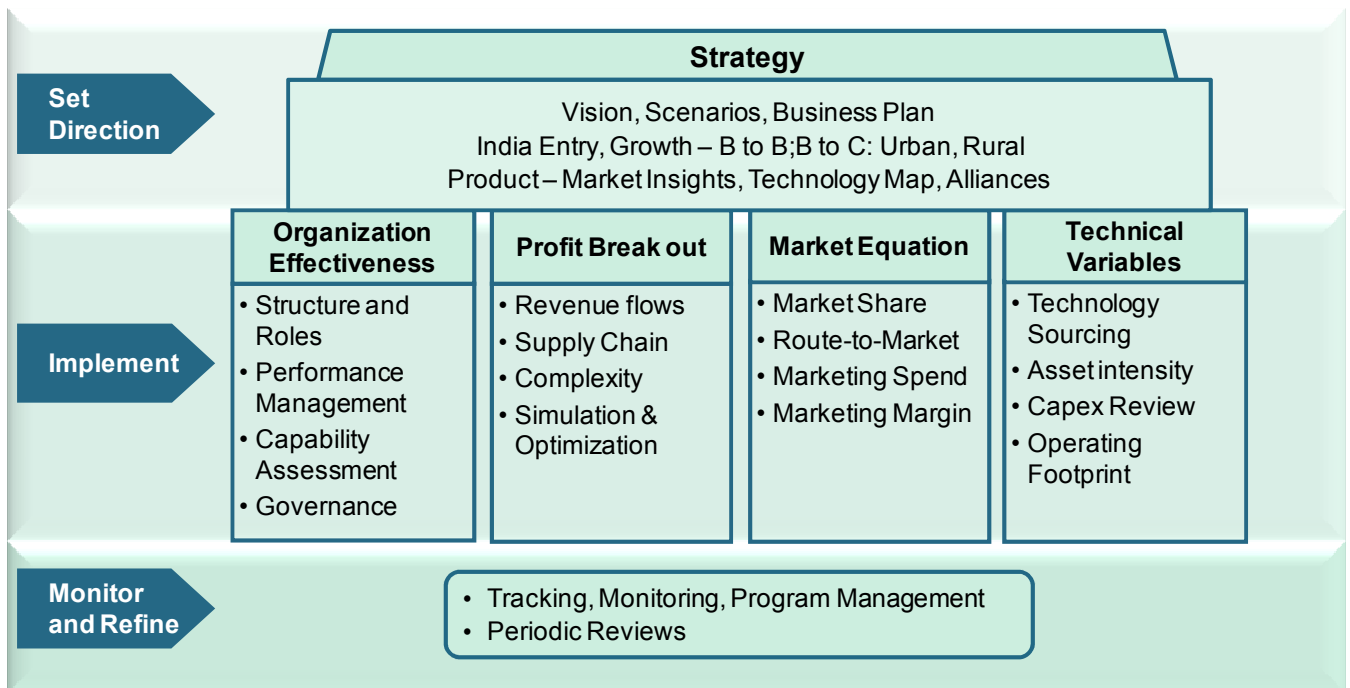 Set
Direction
Strategy
Vision, Scenarios, Business Plan
India Entry, Growth – B to B;B to C: Urban, Rural
Product – Market Insights, Technology Map, Alliances
Implement
Organization
Effectiveness
• Structure and
Roles
• Performance
Management
• Capability
Assessment
• Governance
Profit Break out
• Revenue flows
• Supply Chain
• Complexity
• Simulation &
Optimization
Market Equation
• Market Share
• Route-to-Market
• Marketing Spend
• Marketing Margin
Technical
Variables
• Technology
Sourcing
• Asset intensity
• Capex Review
• Operating
Footprint
Monitor
and Refine
• Tracking, Monitoring, Program Management
• Periodic Reviews